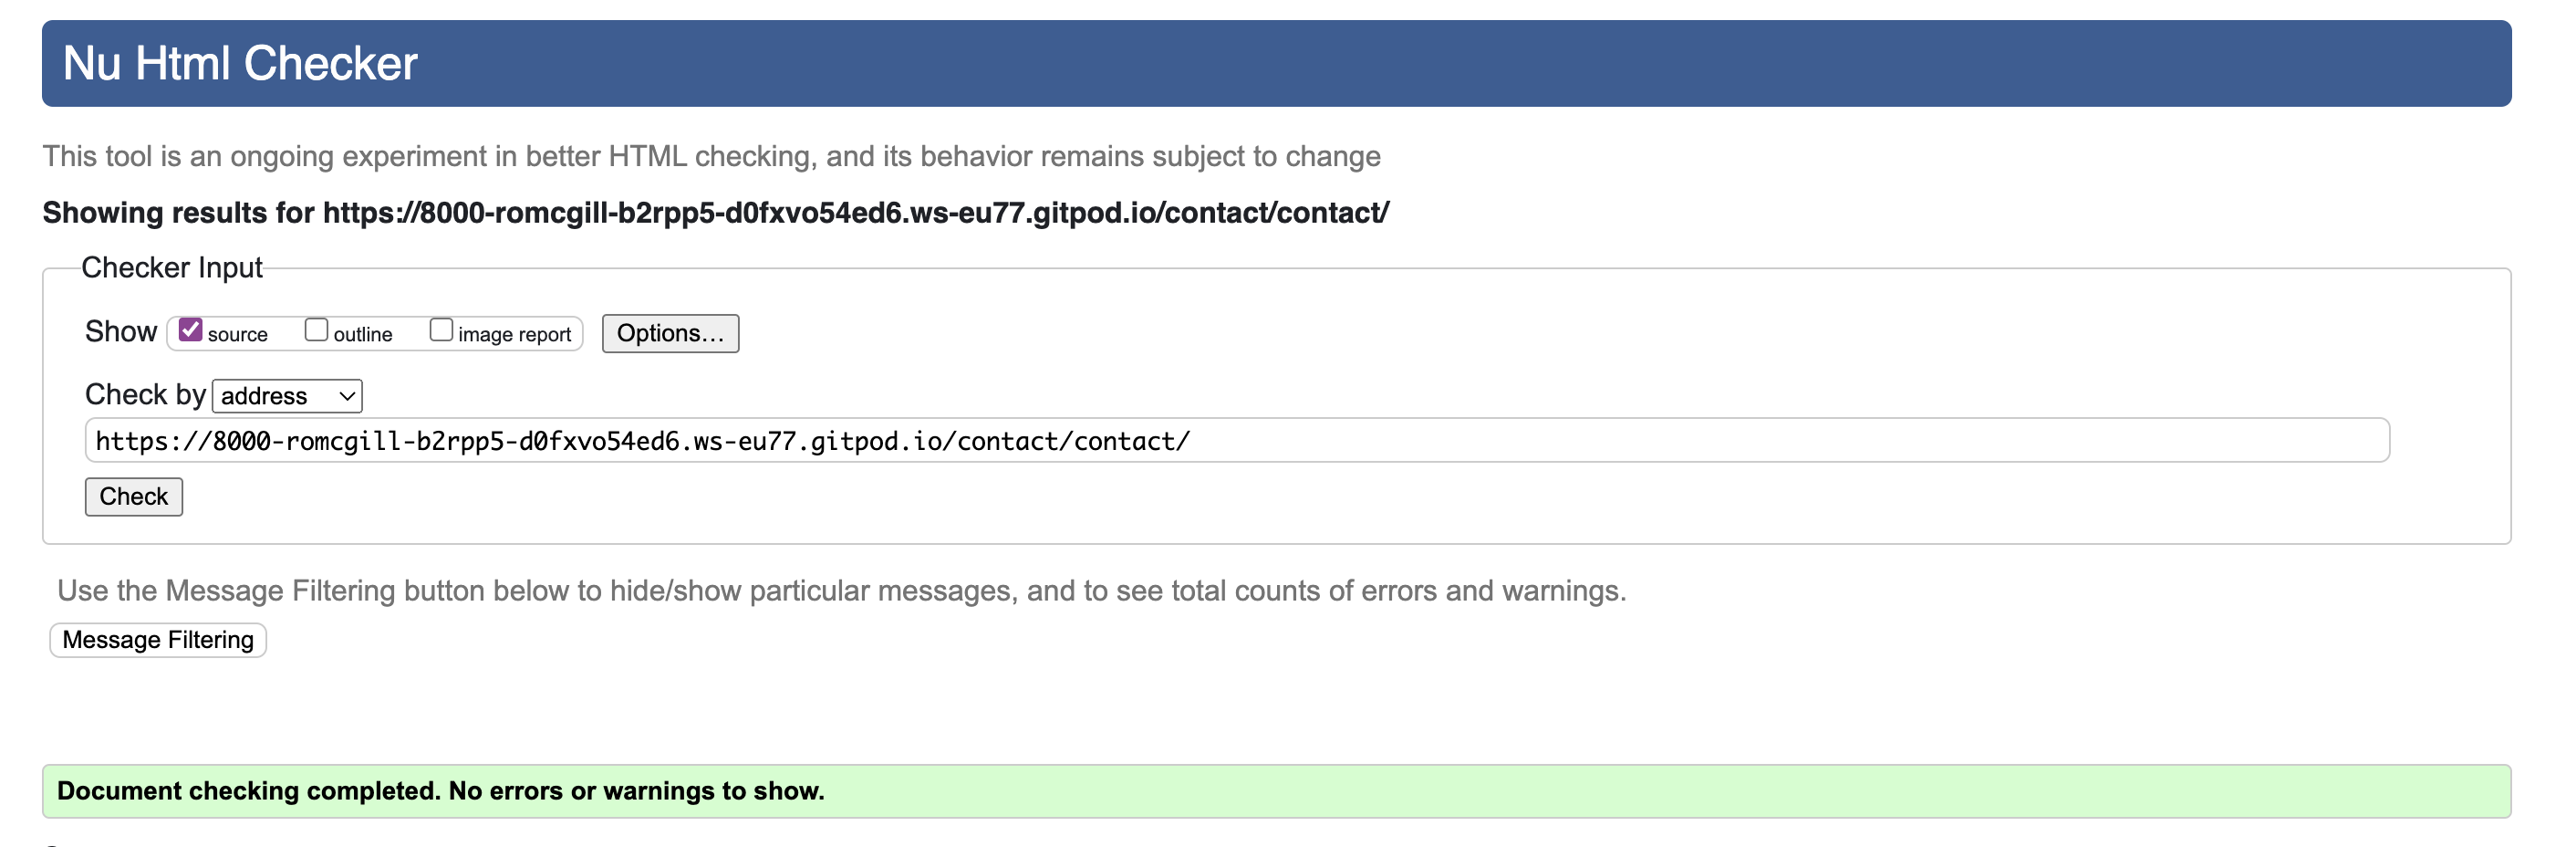 Nu Html Checker
This tool is an ongoing experiment in better HTML checking, and its behavior remains subject to change
Showing results for https://8000-romcgill-b2rpp5-d0fxvo54ed6.ws-eu77.gitpod.io/contact/contact/
Checker Input
Show source outline image report Options...
Check by address
https://8000-romcgill-b2rpp5-d0fxvo54ed6.ws-eu77.gitpod.io/contact/contact/
Check
Use the Message Filtering button below to hide/show particular messages, and to see total counts of errors and warnings.
Message Filtering
Document checking completed. No errors or warnings to show.